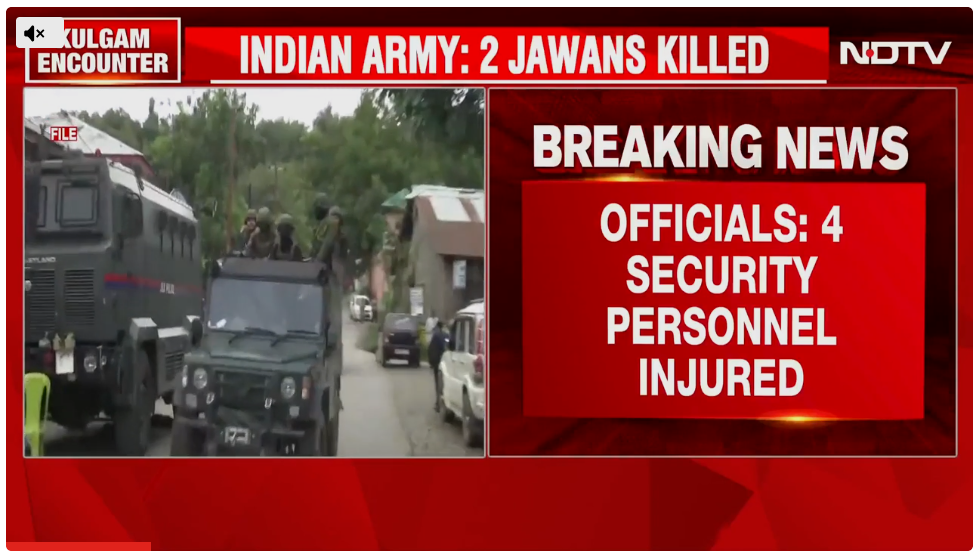 KULGAM
ENCOUNTER
INDIAN ARMY: 2 JAWANS KILLED
NDTV
FILE
BREAKING NEWS
OFFICIALS: 4
SECURITY
PERSONNEL
INJURED